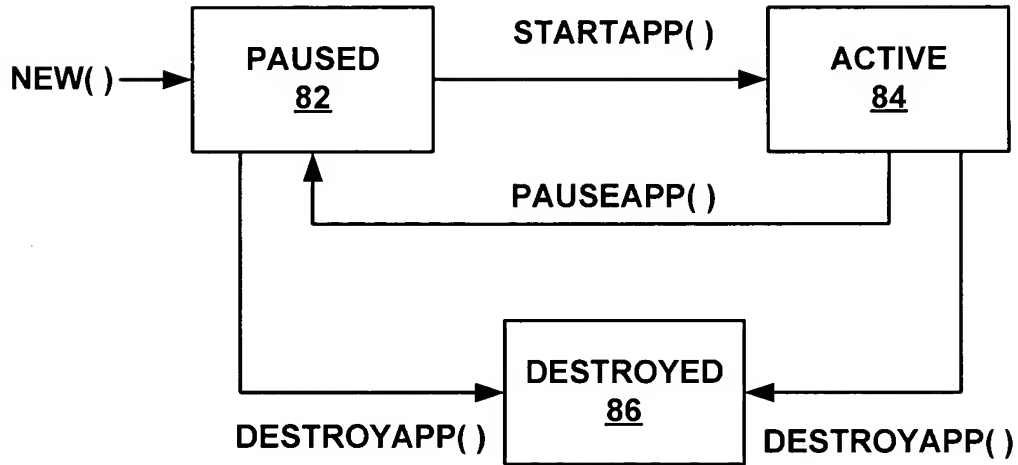 STARTAPP( )
NEW( )
PAUSED
82
ACTIVE
84
PAUSEAPP( )
DESTROYED
86
DESTROYAPP( )
DESTROYAPP( )